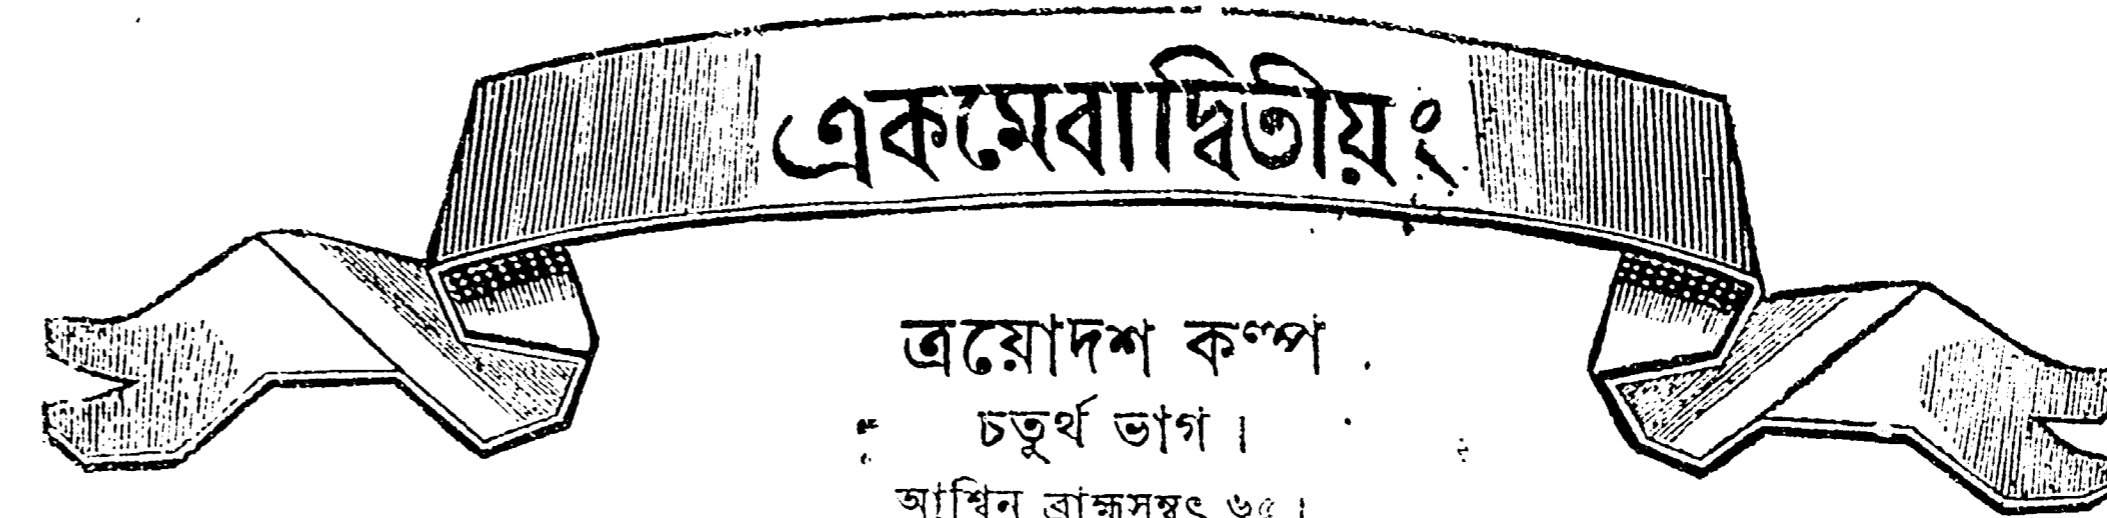 একমেবাদ্বিতীয়ং
ত্রয়োদশ কল্প
চতুর্থ ভাগ।
আশ্বিন ব্রাহ্মসম্বৎ ৬৫।